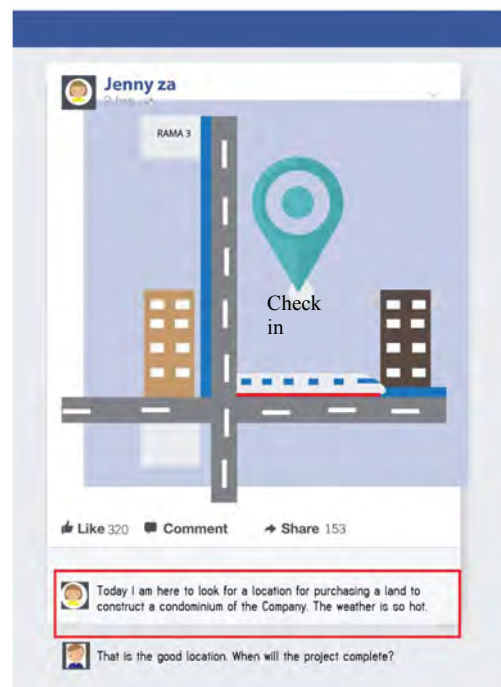 Jenny za
RAMA 3
Check
in
Like 320 Comment Share 153
Today I am here to look for a location for purchasing a land to
construct a condominium of the Company. The weather is so hot.
That is the good location. When will the project complete?